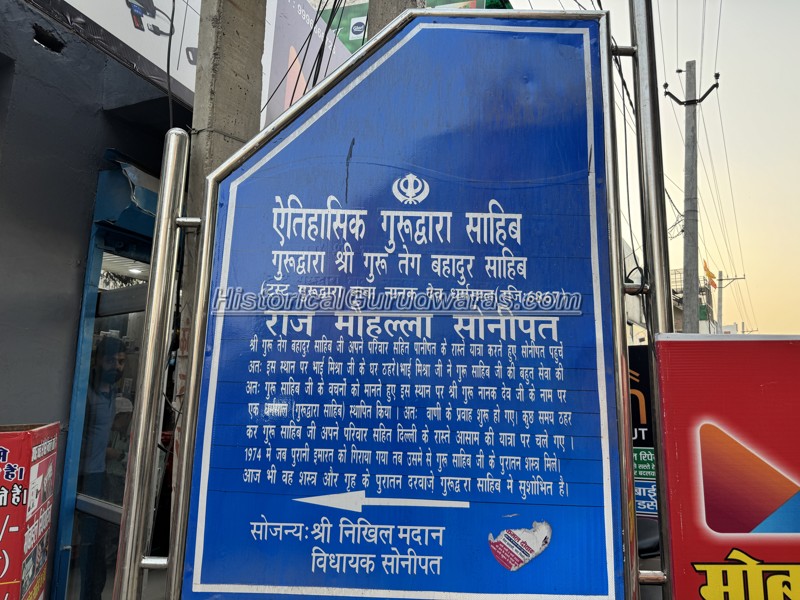 ऐतिहासिक गुरूद्वारा साहिब
गुरूद्वारा श्री गुरू तेग बहादुर साहिब
(ट्रस्ट गुरूद्वारा बाबा नानक देव
HistoricalGurudwaras.com
राज मोहल्ला सोनीपत
श्री गुरू तेग बहादुर साहिब जी अपने परिवार सहित पानीपत के रास्ते यात्रा करते हुए सोनीपत पहुंचे
अतः इस स्थान पर भाई मिश्रा जी के घर ठहरे।भाई मिश्रा जी ने गुरू साहिब जी की बहुत सेवा की
अतः गुरू साहिब जी के वचनों को मानते हुए इस स्थान पर श्री गुरू नानक देव जी के नाम पर
एक धर्मशाल (गुरूद्वारा साहिब) स्थापित किया। अतः वाणी के प्रवाह शुरू हो गए। कुछ समय ठहर
कर गुरू साहिब जी अपने परिवार सहित दिल्ली के रास्ते आसाम की यात्रा पर चले गए।
1974 में जब पुरानी इमारत को गिराया गया तब उसमें से गुरू साहिब जी के पुरातन शस्त्र मिले।
आज भी वह शस्त्र और गृह के पुरातन दरवाज़े गुरूद्वारा साहिब में सुशोभित है।
सोजन्यःश्री निखिल मदान
विधायक सोनीपत